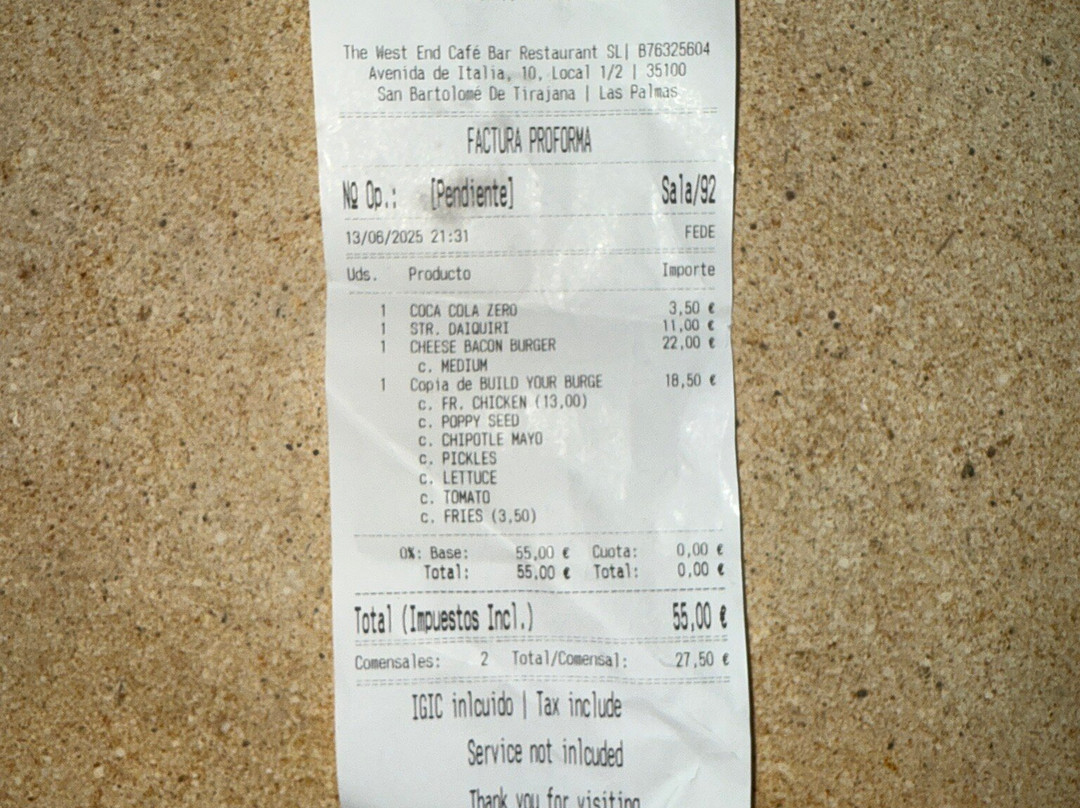 The West End Café Bar Restaurant SL| B76325604
Avenida de Italia, 10, Local 1/2 | 35100
San Bartolomé De Tirajana | Las Palmas
FACTURA PROFORMA
Nº Op.: [Pendiente] Sala/92
13/06/2025 21:31 FEDE
Uds. Producto Importe
1 COCA COLA ZERO 3,50 €
1 STR. DAIQUIRI 11,00 €
1 CHEESE BACON BURGER 22,00 €
c. MEDIUM
1 Copia de BUILD YOUR BURGE 18,50 €
c. FR. CHICKEN (13,00)
c. POPPY SEED
c. CHIPOTLE MAYO
c. PICKLES
c. LETTUCE
c. TOMATO
c. FRIES (3,50)
0%: Base: 55,00 € Cuota: 0,00 €
Total: 55,00 € Total: 0,00 €
Total (Impuestos Incl.) 55,00 €
Comensales: 2 Total/Comensal: 27,50 €
IGIC inlcuido | Tax include
Service not inlcuded
Thank you for visiting